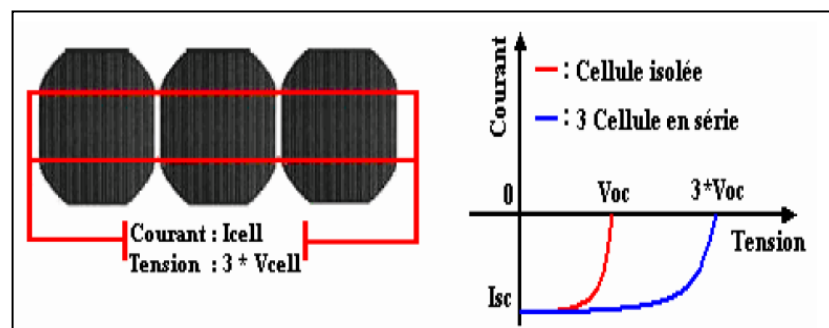 Courant : Icell
Tension : 3 * Vcell
Courant
— : Cellule isolée
— : 3 Cellule en série
0
Voc
3*Voc
Tension
Isc